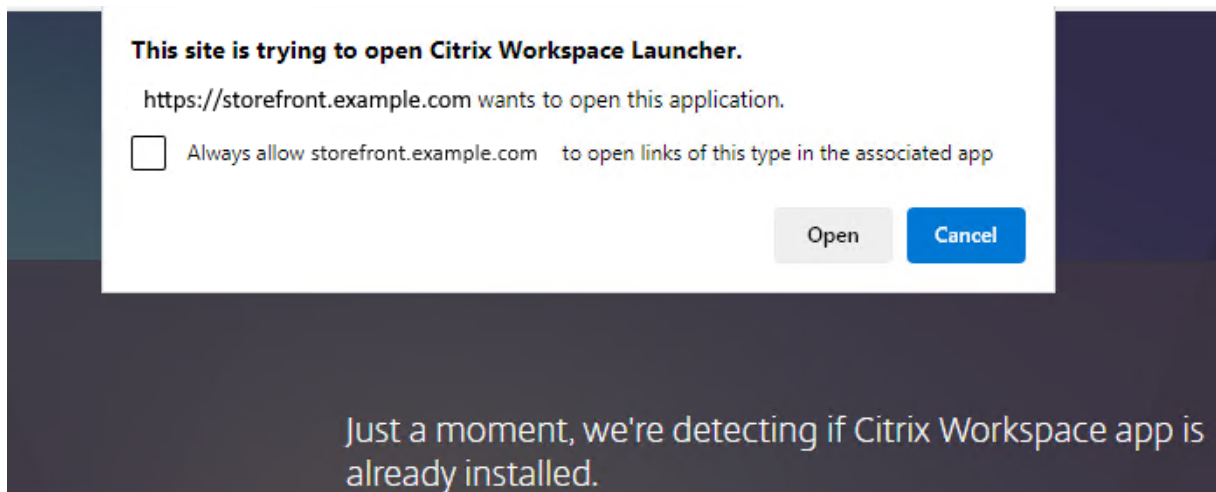 This site is trying to open Citrix Workspace Launcher.
https://storefront.example.com wants to open this application.
Always allow storefront.example.com to open links of this type in the associated app
Open Cancel
Just a moment, we're detecting if Citrix Workspace app is
already installed.